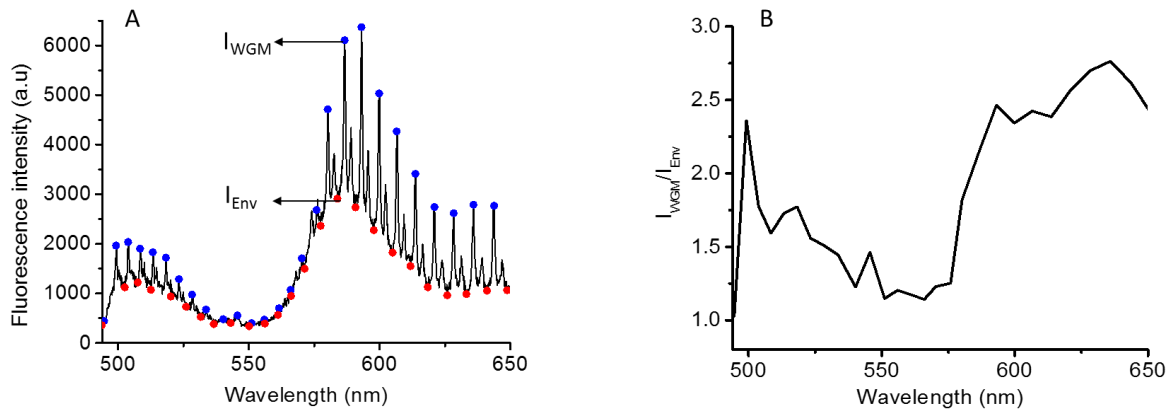 A
I_WGM
I_Env
Fluorescence intensity (a.u)
6000
5000
4000
3000
2000
1000
0
500
550
600
650
Wavelength (nm)
B
I_WGM/I_Env
3.0
2.5
2.0
1.5
1.0
500
550
600
650
Wavelength (nm)